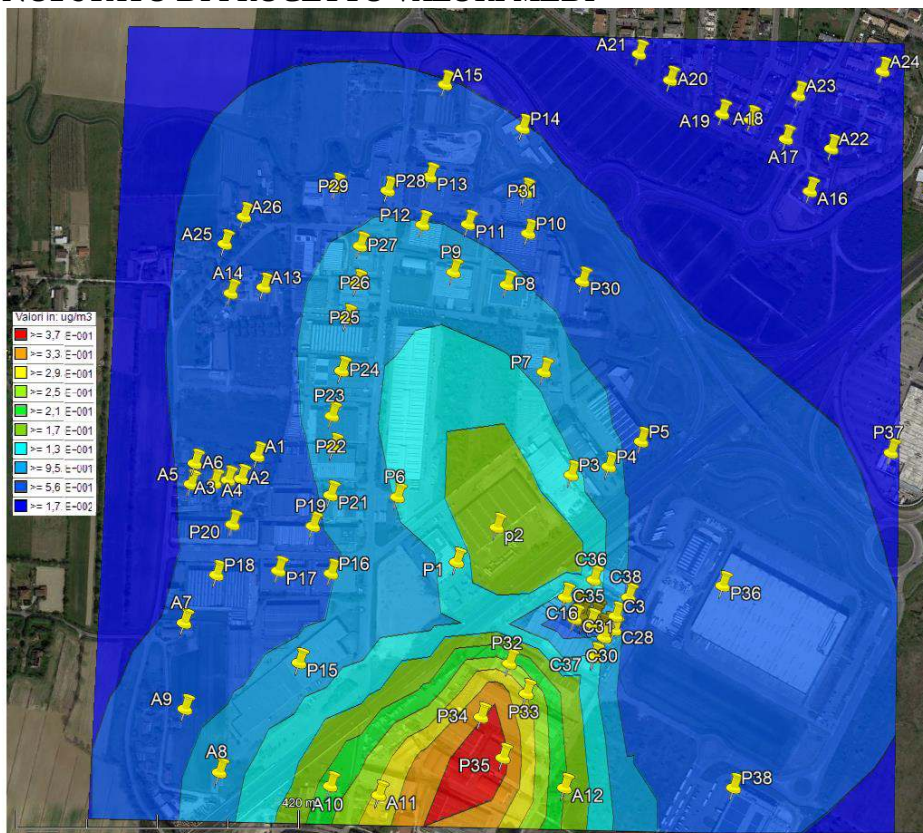 A21
A24
A15
A20
A23
A19
A18
P14
A17
A22
P29
P28
P13
P31
A16
A26
P12
P11
P10
A25
P27
P9
A14
A13
P26
P8
P30
Valori in: ug/m3
>= 3,7 E-001
>= 3,3 E-001
>= 2,9 E-001
>= 2,5 E-001
>= 2,1 E-001
>= 1,7 E-001
>= 1,3 E-001
>= 9,5 E-001
>= 5,6 E-001
>= 1,7 E-002
P25
P24
P7
P23
P22
P5
P37
A1
A6
A5
A3
A4
A2
P3
P4
P6
P21
P19
P20
p2
P1
P18
P17
P16
C36
C38
P36
C35
C16
C3
A7
C31
C28
P15
P32
C37
C30
A9
P34
P33
P35
A8
A10
A11
A12
P38
420 m